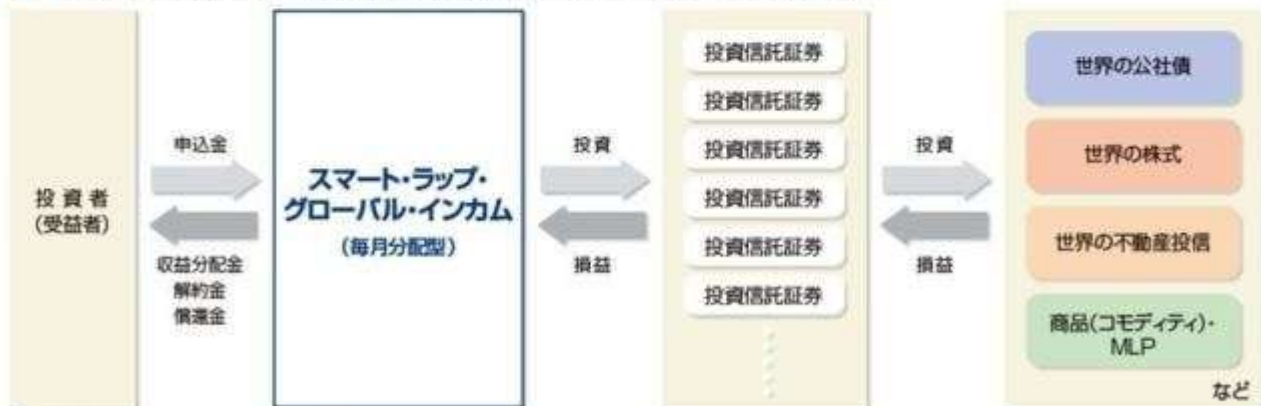 投資者
(受益者)
申込金
収益分配金
解約金
償還金
スマート・ラップ・
グローバル・インカム
(毎月分配型)
投資
損益
投資信託証券
投資信託証券
投資信託証券
投資信託証券
投資信託証券
投資信託証券
投資
損益
世界の公社債
世界の株式
世界の不動産投信
商品(コモディティ)・
MLP
など